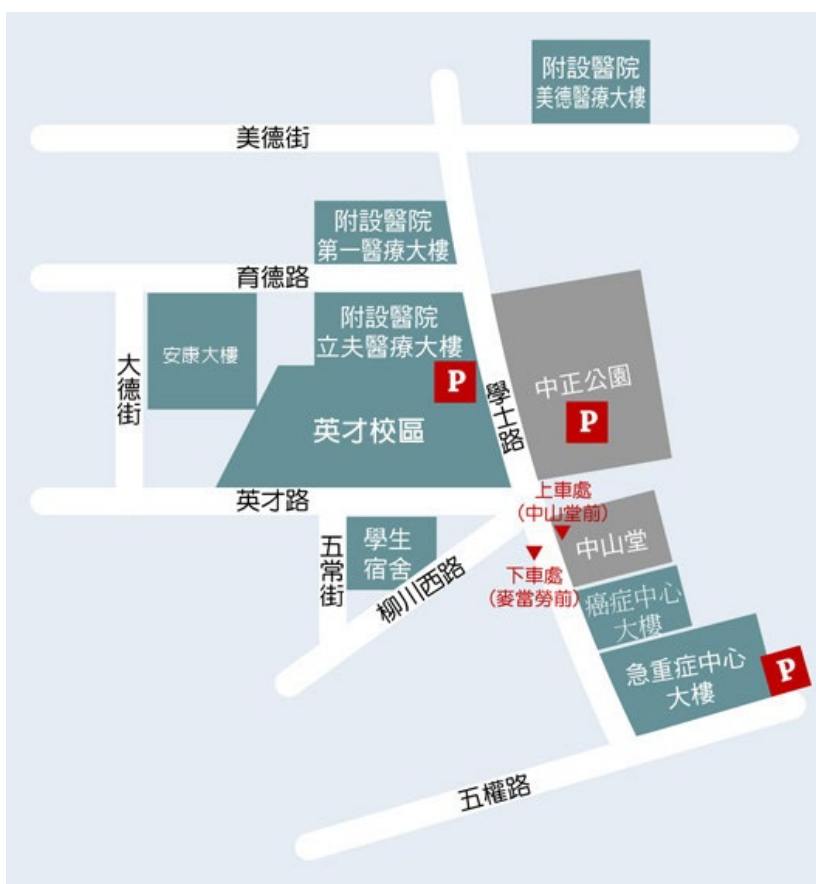 附設醫院
美德醫療大樓
美德街
附設醫院
第一醫療大樓
育德路
附設醫院
立夫醫療大樓
安康大樓
大德街
P
學士路
中正公園
P
英才校區
英才路
上車處
(中山堂前)
中山堂
五常街
學生
宿舍
柳川西路
下車處
(麥當勞前)
癌症中心
大樓
急重症中心
大樓
P
五權路